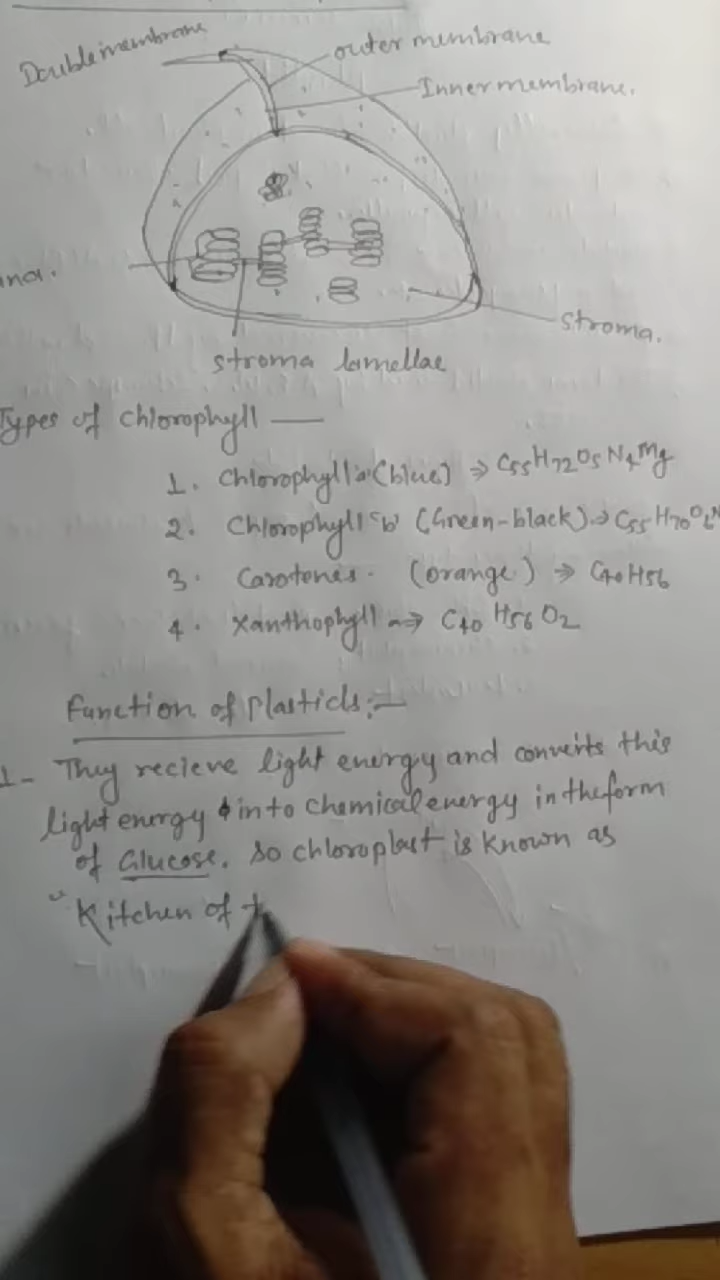 Double membrane
outer membrane
Inner membrane.
stroma.
stroma lamellae
Types of chlorophyll —
1. Chlorophyll 'a' (blue) → C55H72O5N4Mg
2. Chlorophyll 'b' (Green-black) → C55H70O6N
3. Carotones. (orange) → C40H56
4. Xanthophyll → C40H56O2
Function of plastids:-
1- They recieve light energy and converts this
light energy into chemical energy in the form
of Glucose. So chloroplast is known as
"Kitchen of t